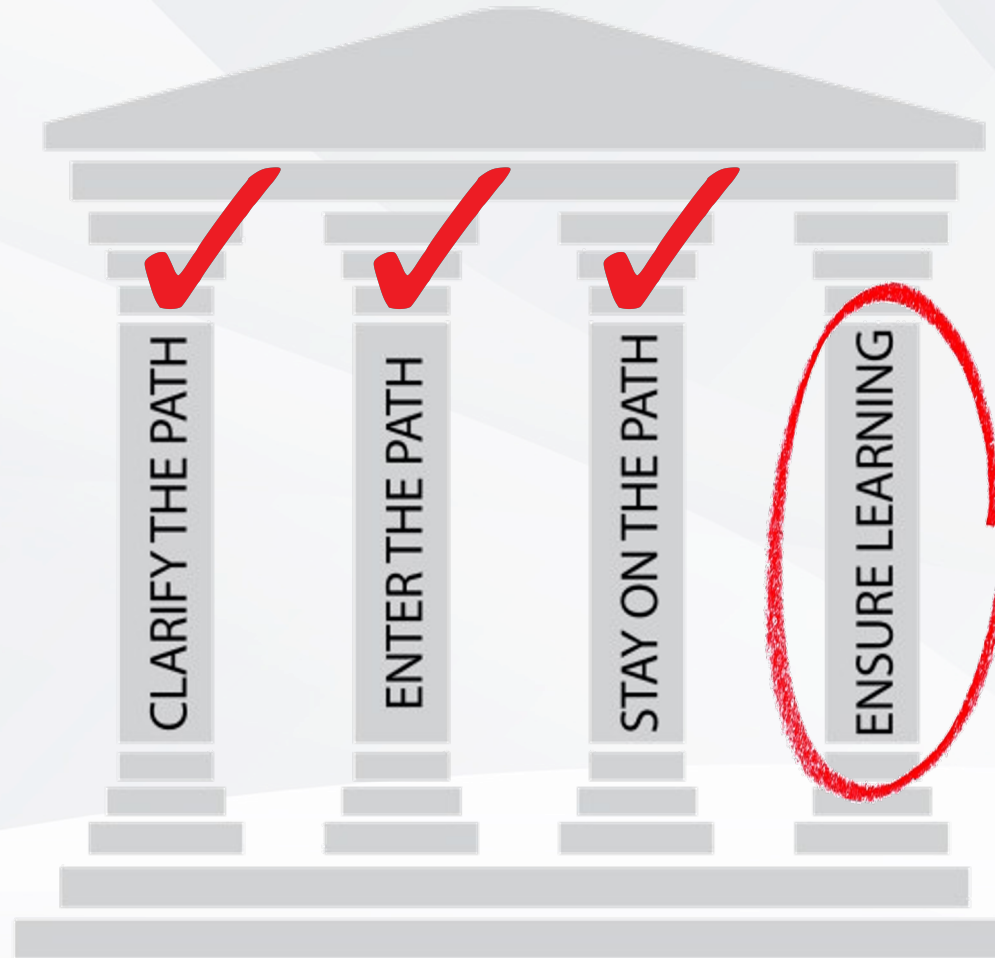 CLARIFY THE PATH
ENTER THE PATH
STAY ON THE PATH
ENSURE LEARNING